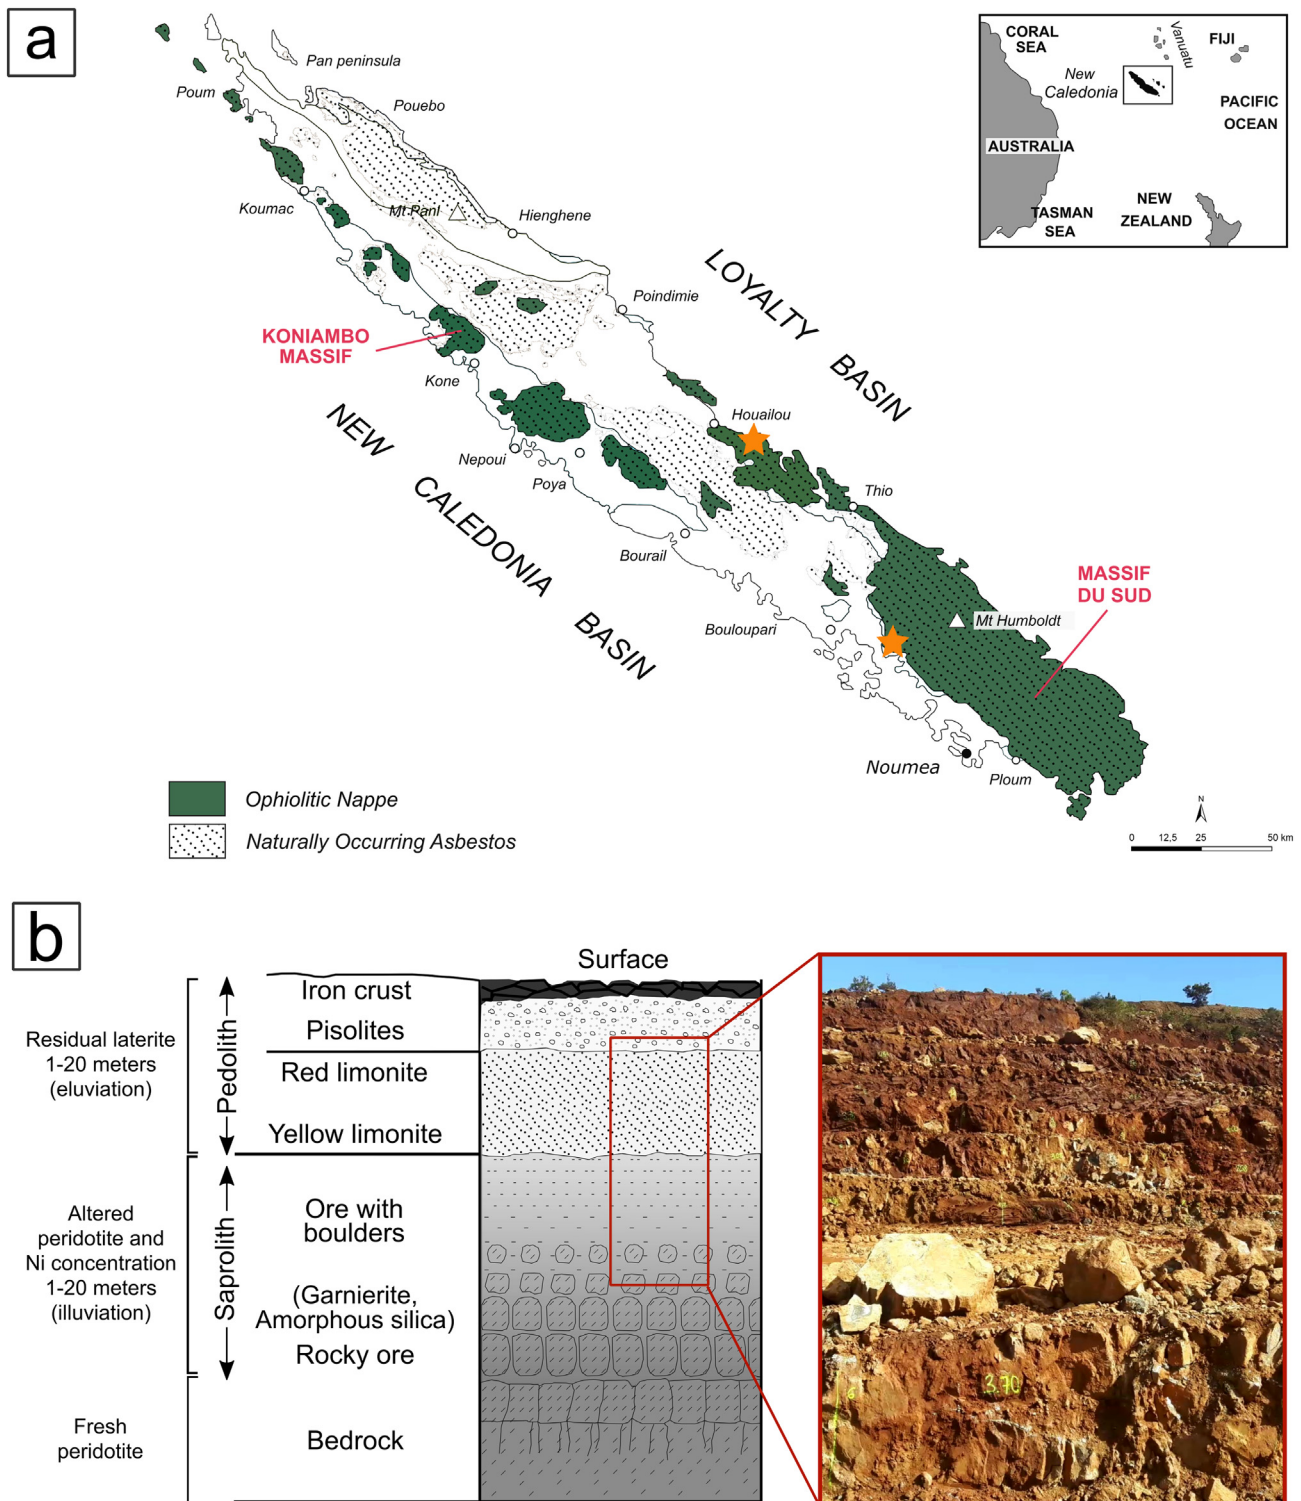 a
Pan peninsula
Poum
Pouebo
Koumac
Mt Panl
Hienghene
Poindimie
LOYALTY BASIN
KONIAMBO
MASSIF
Kone
Houailou
Nepoui
Poya
Thio
NEW CALEDONIA BASIN
Bourail
MASSIF
DU SUD
Bouloupari
Mt Humboldt
Noumea
Ploum
CORAL
SEA
Vanuatu
FIJI
New
Caledonia
PACIFIC
OCEAN
AUSTRALIA
TASMAN
SEA
NEW
ZEALAND
Ophiolitic Nappe
Naturally Occurring Asbestos
N
0 12,5 25 50 km
b
Surface
Residual laterite
1-20 meters
(eluviation)
Pedolith
Iron crust
Pisolites
Red limonite
Yellow limonite
Altered
peridotite and
Ni concentration
1-20 meters
(illuviation)
Saprolith
Ore with
boulders
(Garnierite,
Amorphous silica)
Rocky ore
Fresh
peridotite
Bedrock
3.70
6